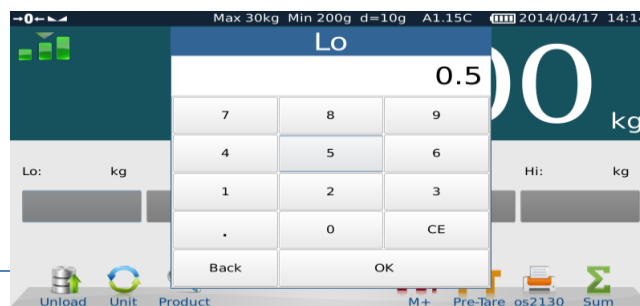 →0← Max 30kg Min 200g d=10g A1.15C 2014/04/17 14:14
Lo
0.5
kg
7 8 9
4 5 6
Lo: kg Hi: kg
1 2 3
. 0 CE
Back OK
Unload Unit Product M+ Pre-Tare os2130 Sum